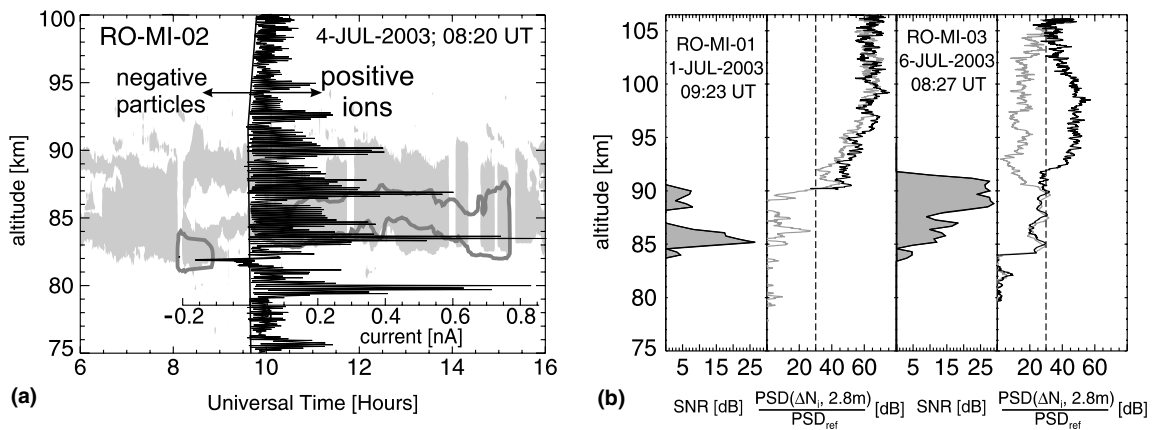 RO-MI-02
4-JUL-2003; 08:20 UT
negative
particles
positive
ions
altitude [km]
100
95
90
85
80
75
-0.2
0.2
0.4
0.6
0.8
current [nA]
6
8
10
12
14
16
Universal Time [Hours]
(a)
RO-MI-01
1-JUL-2003
09:23 UT
RO-MI-03
6-JUL-2003
08:27 UT
altitude [km]
105
100
95
90
85
80
75
5 15 25
20 40 60
5 15 25
20 40 60
SNR [dB]
PSD(ΔNi, 2.8m)
PSDref
[dB]
SNR [dB]
PSD(ΔNi, 2.8m)
PSDref
[dB]
(b)